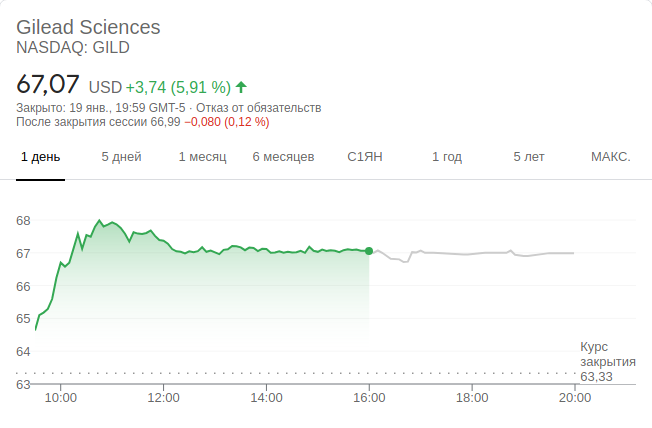 Gilead Sciences
NASDAQ: GILD
67,07 USD +3,74 (5,91 %)
Закрыто: 19 янв., 19:59 GMT-5 · Отказ от обязательств
После закрытия сессии 66,99 −0,080 (0,12 %)
1 день 5 дней 1 месяц 6 месяцев С1ЯН 1 год 5 лет МАКС.
68
67
66
65
64
Курс
закрытия
63,33
63
10:00 12:00 14:00 16:00 18:00 20:00